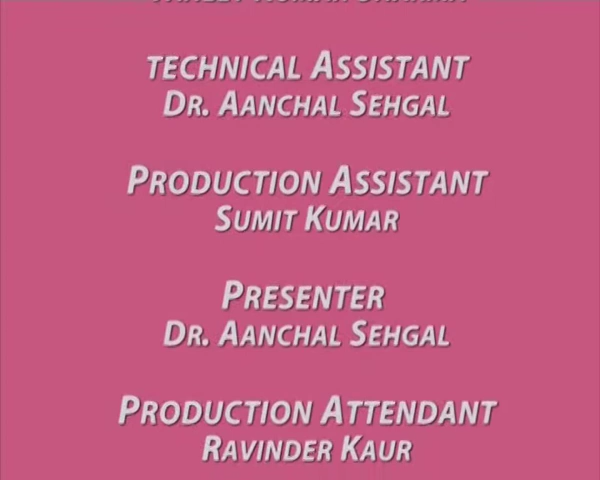 TECHNICAL ASSISTANT
DR. AANCHAL SEHGAL
PRODUCTION ASSISTANT
SUMIT KUMAR
PRESENTER
DR. AANCHAL SEHGAL
PRODUCTION ATTENDANT
RAVINDER KAUR